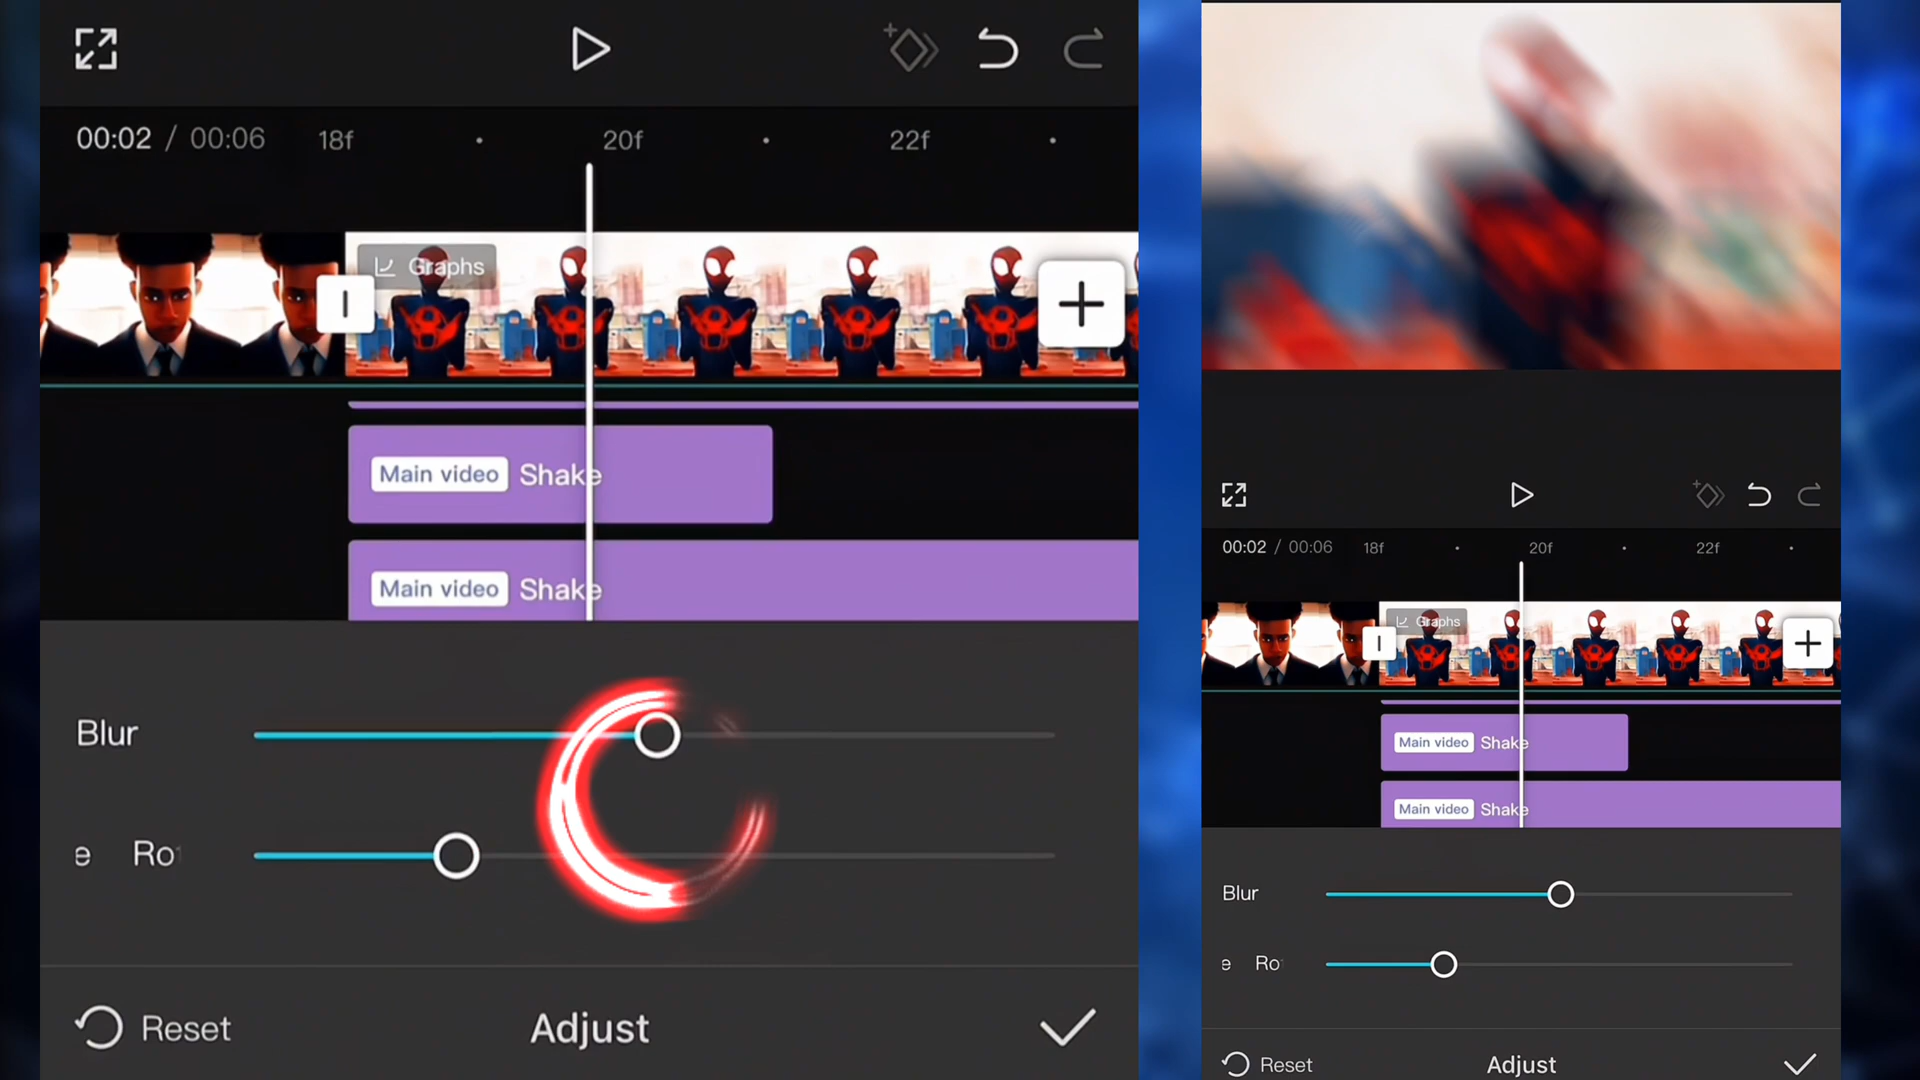 00:02 / 00:06 18f 20f 22f
Graphs
Main video Shake
Main video Shake
Blur
e Ro
Reset Adjust
00:02 / 00:06 18f 20f 22f
Graphs
Main video Shake
Main video Shake
Blur
e Ro
Reset Adjust